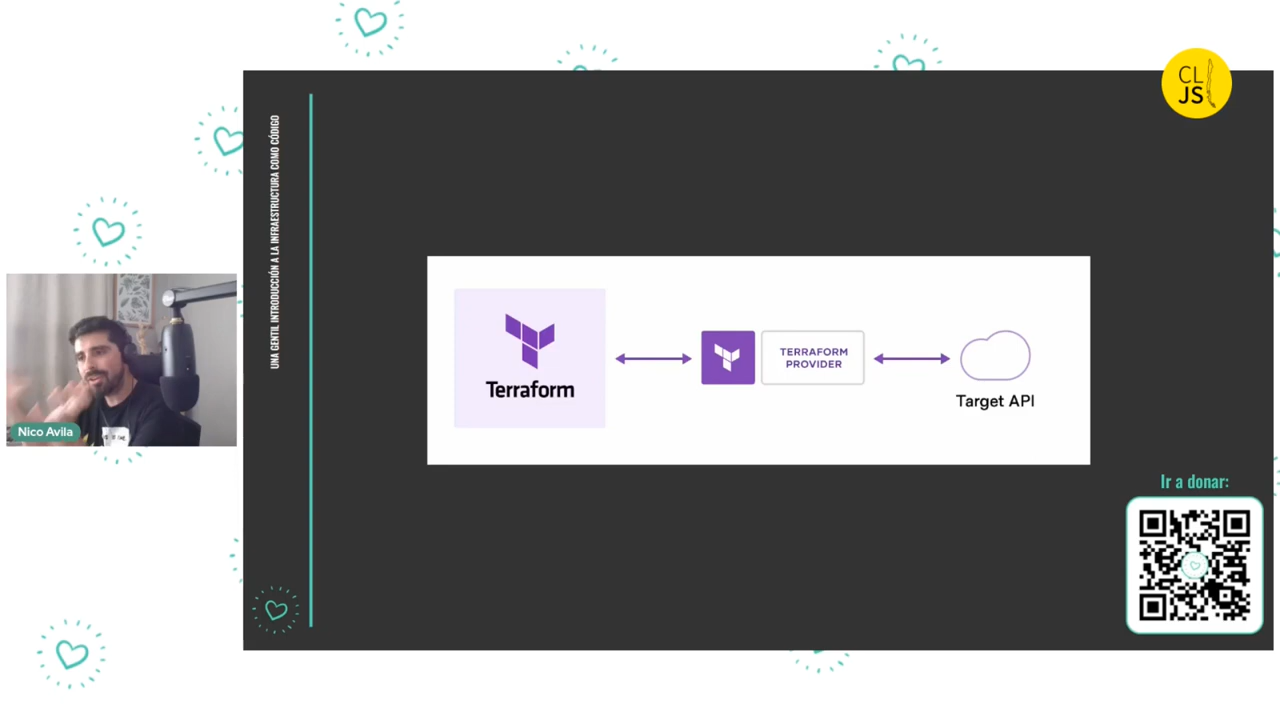 CL
JS
UNA GENTIL INTRODUCCIÓN A LA INFRAESTRUCTURA COMO CÓDIGO
Terraform
TERRAFORM
PROVIDER
Target API
Nico Avila
Ir a donar: